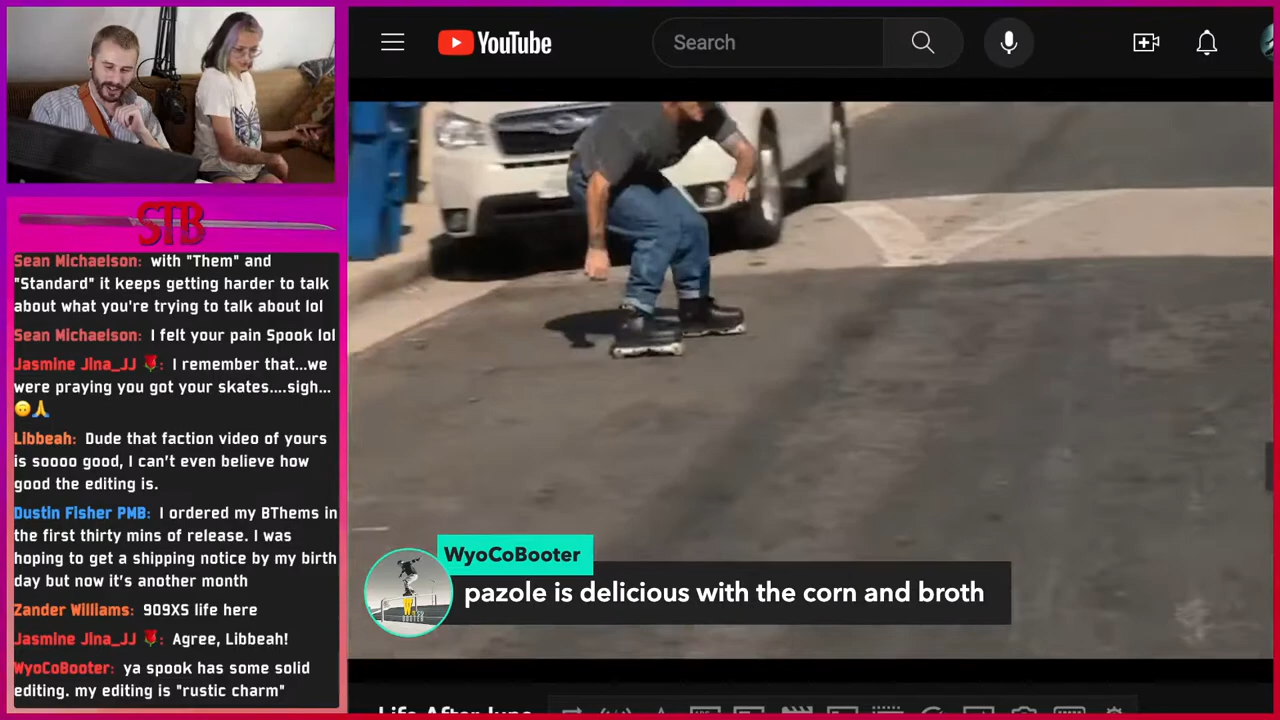 YouTube
Search
STB
Sean Michaelson: with "Them" and
"Standard" it keeps getting harder to talk
about what you're trying to talk about lol
Sean Michaelson: I felt your pain Spook lol
Jasmine Jina_JJ 🌹: I remember that...we
were praying you got your skates....sigh...
🙃🙏
Libbeah: Dude that faction video of yours
is soooo good, I can't even believe how
good the editing is.
Dustin Fisher PMB: I ordered my BThems in
the first thirty mins of release. I was
hoping to get a shipping notice by my birth
day but now it's another month
Zander Williams: 909XS life here
Jasmine Jina_JJ 🌹: Agree, Libbeah!
WyoCoBooter: ya spook has some solid
editing. my editing is "rustic charm"
WyoCoBooter
pazole is delicious with the corn and broth
Life After June